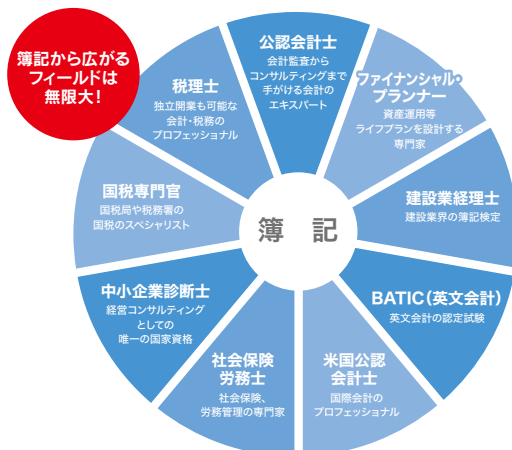 簿記から広がる
フィールドは
無限大!
公認会計士
会計監査から
コンサルティングまで
手がける会計の
エキスパート
ファイナンシャル・
プランナー
資産運用等
ライフプランを設計する
専門家
建設業経理士
建設業界の簿記検定
BATIC(英文会計)
英文会計の認定試験
米国公認
会計士
国際会計の
プロフェッショナル
社会保険
労務士
社会保険、
労務管理の専門家
中小企業診断士
経営コンサルティング
としての
唯一の国家資格
国税専門官
国税局や税務署の
国税のスペシャリスト
税理士
独立開業も可能な
会計・税務の
プロフェッショナル
簿 記